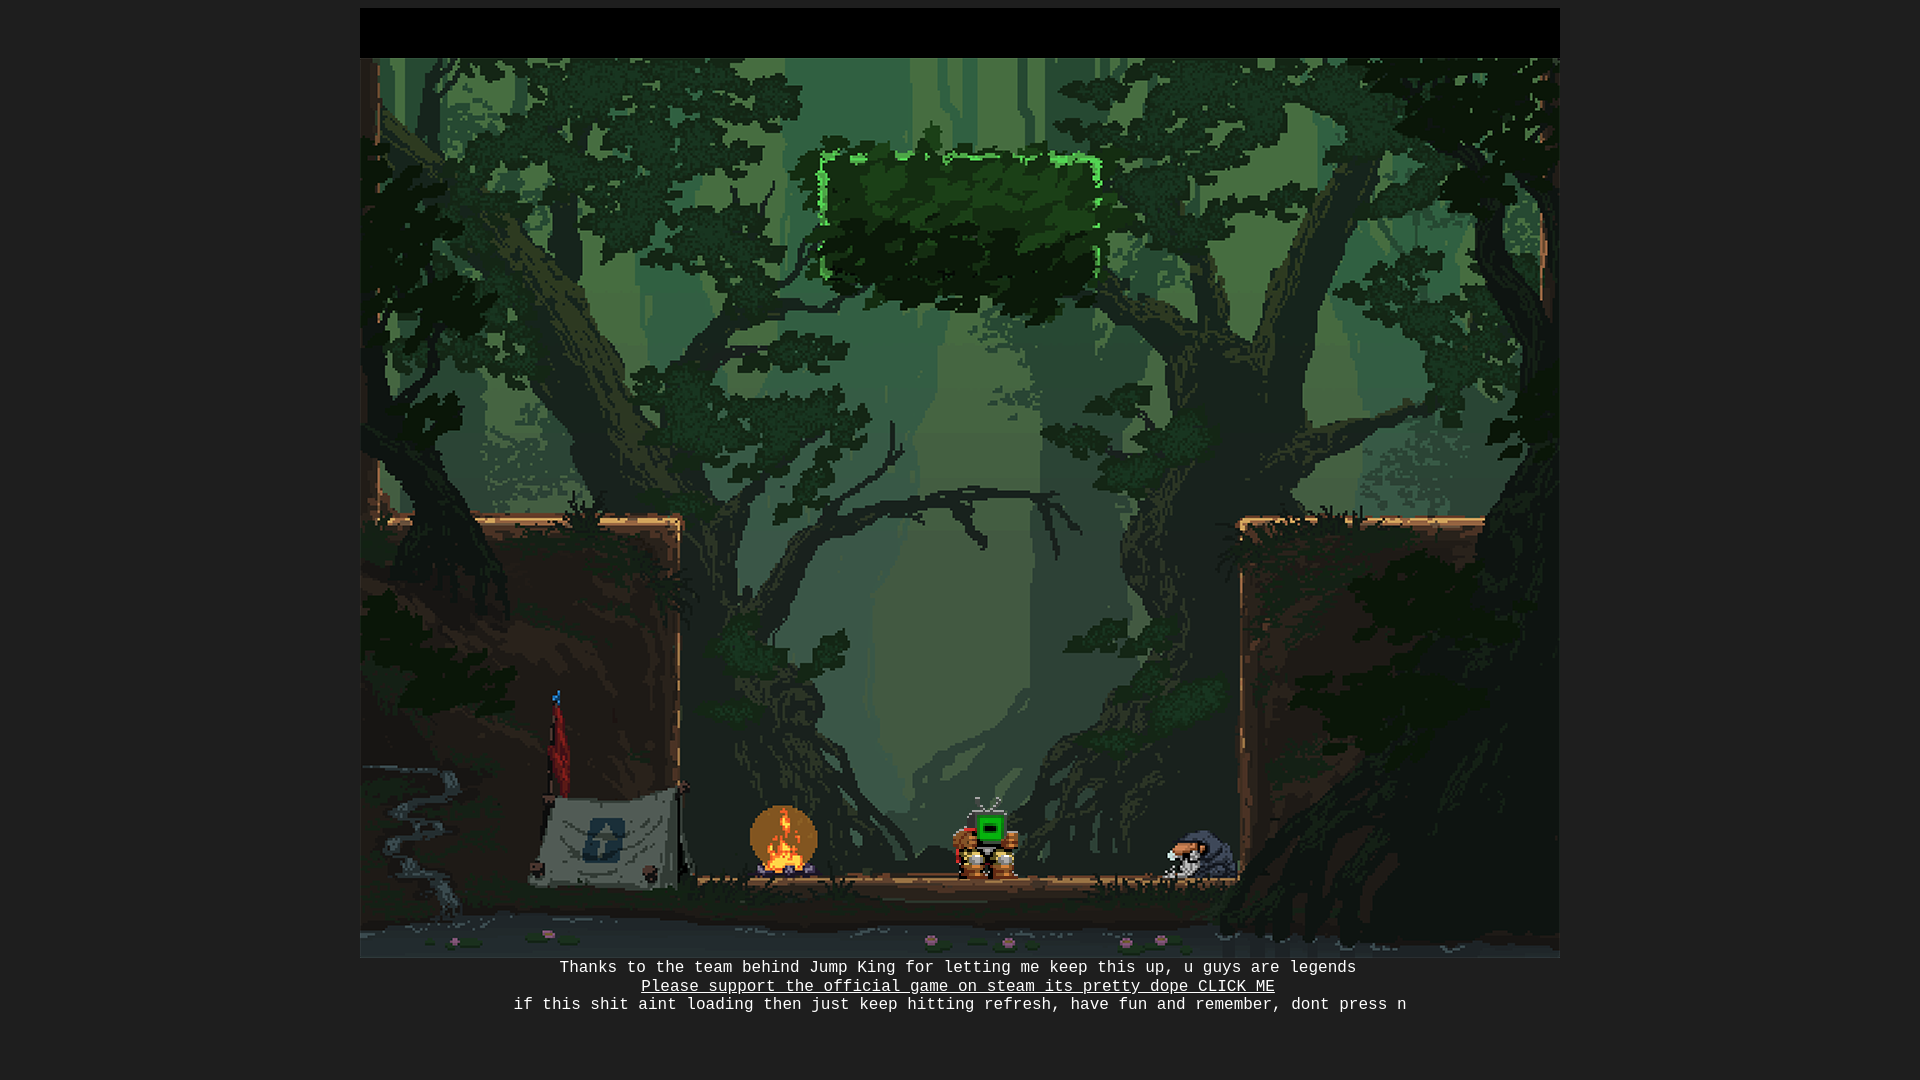 Thanks to the team behind Jump King for letting me keep this up, u guys are legends
Please support the official game on steam its pretty dope CLICK ME
if this shit aint loading then just keep hitting refresh, have fun and remember, dont press n